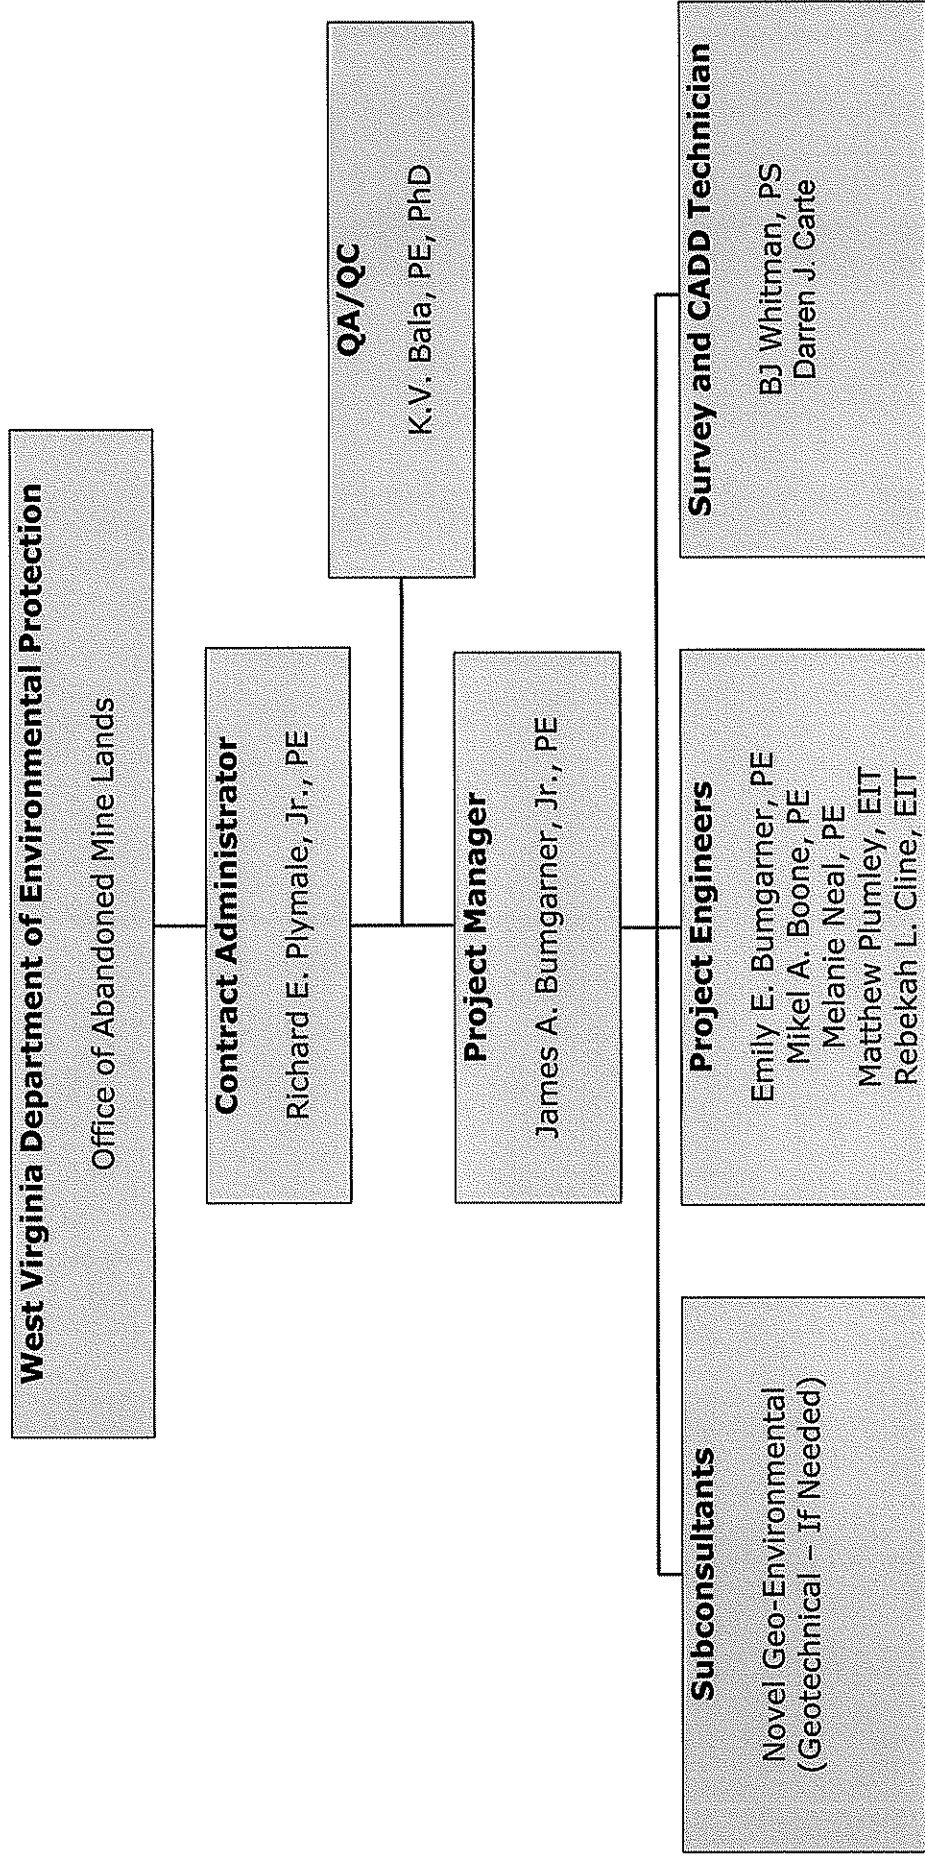 West Virginia Department of Environmental Protection
Office of Abandoned Mine Lands
Contract Administrator
Richard E. Plymale, Jr., PE
QA/QC
K.V. Bala, PE, PhD
Project Manager
James A. Bumgarner, Jr., PE
Subconsultants
Novel Geo-Environmental
(Geotechnical – If Needed)
Project Engineers
Emily E. Bumgarner, PE
Mikel A. Boone, PE
Melanie Neal, PE
Matthew Plumley, EIT
Rebekah L. Cline, EIT
Survey and CADD Technician
BJ Whitman, PS
Darren J. Carte